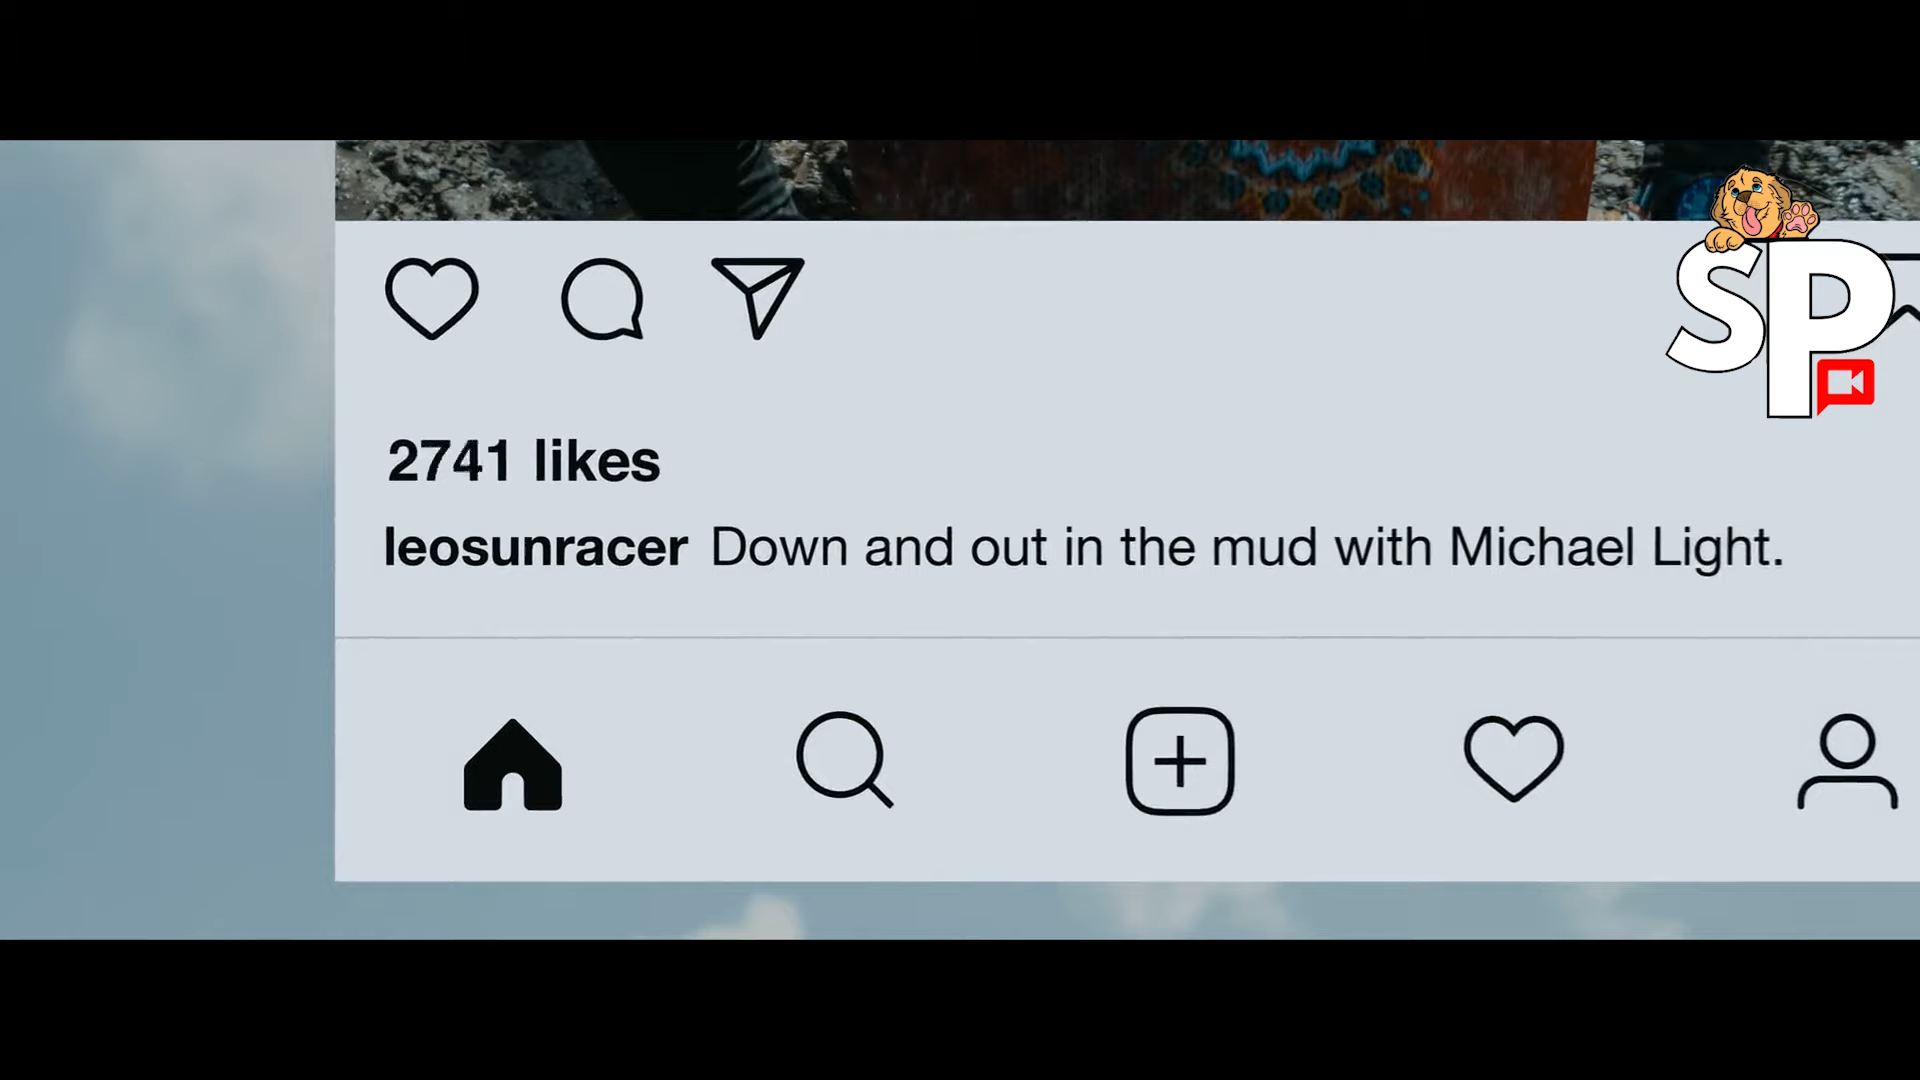 SP
2741 likes
leosunracer Down and out in the mud with Michael Light.